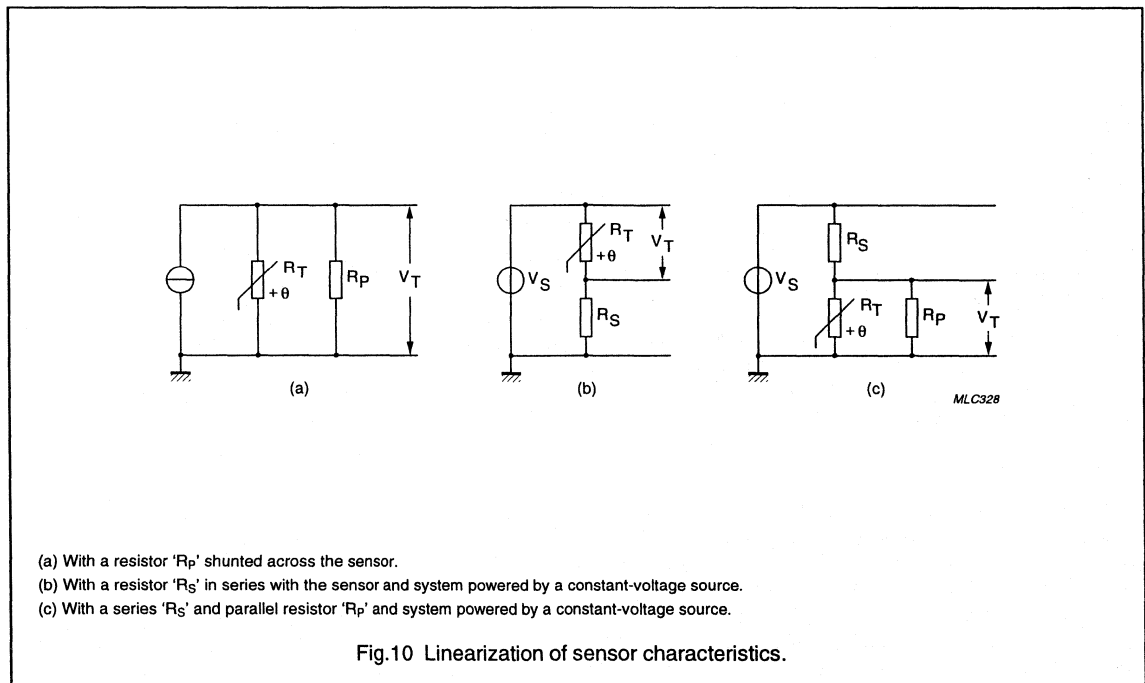 R_T
+θ
R_P
V_T
(a)
V_S
R_T
+θ
V_T
R_S
(b)
V_S
R_S
R_T
+θ
R_P
V_T
(c)
MLC328
(a) With a resistor ‘R_P’ shunted across the sensor.
(b) With a resistor ‘R_S’ in series with the sensor and system powered by a constant-voltage source.
(c) With a series ‘R_S’ and parallel resistor ‘R_P’ and system powered by a constant-voltage source.
Fig.10 Linearization of sensor characteristics.